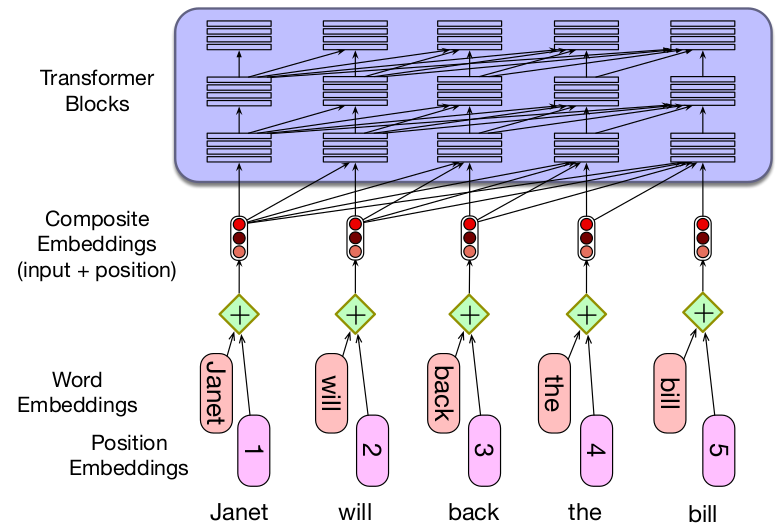 Transformer
Blocks
Composite
Embeddings
(input + position)
+ + + + +
Word
Embeddings
Janet will back the bill
Position
Embeddings
1 2 3 4 5
Janet will back the bill